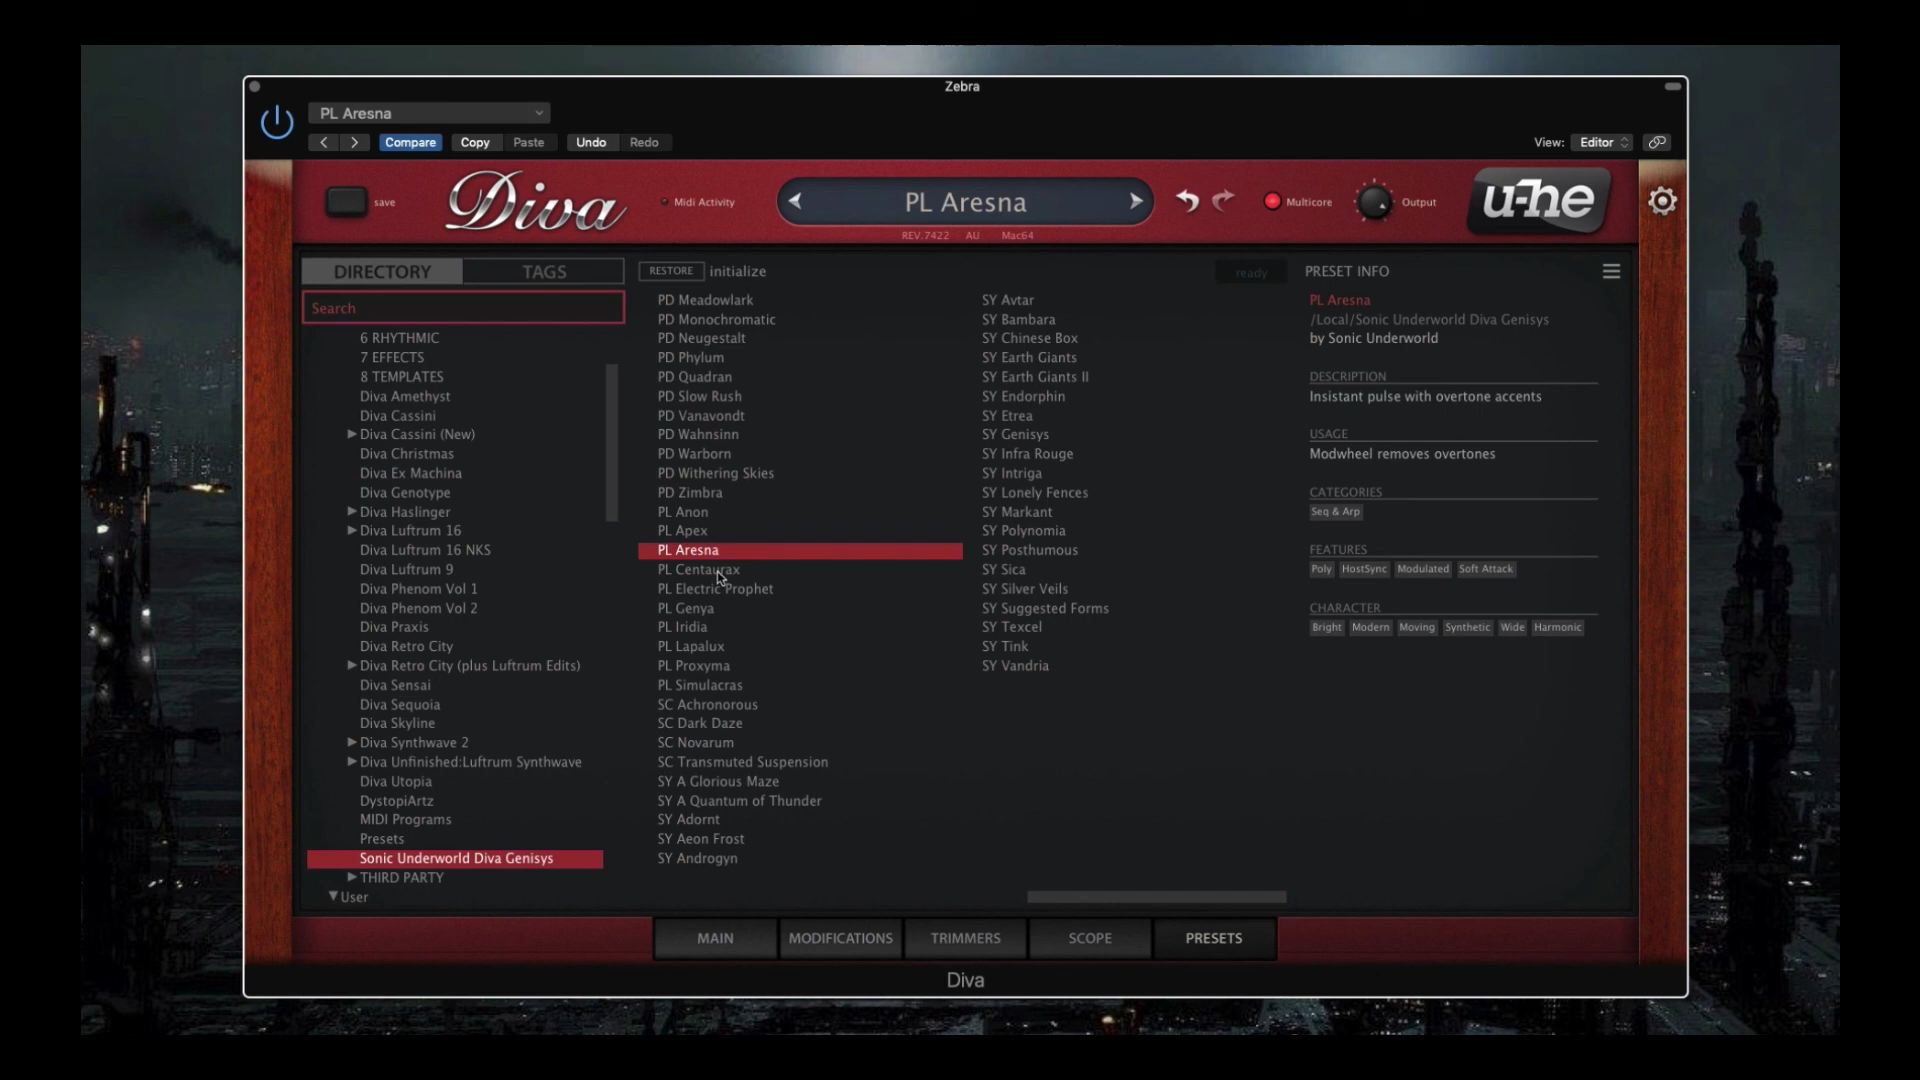 Zebra
PL Aresna
Compare Copy Paste Undo Redo
View: Editor
save
Diva
Midi Activity
PL Aresna
REV.7422 AU Mac64
Multicore
Output
u-he
DIRECTORY TAGS
Search
6 RHYTHMIC
7 EFFECTS
8 TEMPLATES
Diva Amethyst
Diva Cassini
Diva Cassini (New)
Diva Christmas
Diva Ex Machina
Diva Genotype
Diva Haslinger
Diva Luftrum 16
Diva Luftrum 16 NKS
Diva Luftrum 9
Diva Phenom Vol 1
Diva Phenom Vol 2
Diva Praxis
Diva Retro City
Diva Retro City (plus Luftrum Edits)
Diva Sensai
Diva Sequoia
Diva Skyline
Diva Synthwave 2
Diva Unfinished:Luftrum Synthwave
Diva Utopia
DystopiArtz
MIDI Programs
Presets
Sonic Underworld Diva Genisys
THIRD PARTY
User
RESTORE initialize
ready
PD Meadowlark
PD Monochromatic
PD Neugestalt
PD Phylum
PD Quadran
PD Slow Rush
PD Vanavondt
PD Wahnsinn
PD Warborn
PD Withering Skies
PD Zimbra
PL Anon
PL Apex
PL Aresna
PL Centaurax
PL Electric Prophet
PL Genya
PL Iridia
PL Lapalux
PL Proxyma
PL Simulacras
SC Achronorous
SC Dark Daze
SC Novarum
SC Transmuted Suspension
SY A Glorious Maze
SY A Quantum of Thunder
SY Adornt
SY Aeon Frost
SY Androgyn
SY Avtar
SY Bambara
SY Chinese Box
SY Earth Giants
SY Earth Giants II
SY Endorphin
SY Etrea
SY Genisys
SY Infra Rouge
SY Intriga
SY Lonely Fences
SY Markant
SY Polynomia
SY Posthumous
SY Sica
SY Silver Veils
SY Suggested Forms
SY Texcel
SY Tink
SY Vandria
PRESET INFO
PL Aresna
/Local/Sonic Underworld Diva Genisys
by Sonic Underworld
DESCRIPTION
Insistant pulse with overtone accents
USAGE
Modwheel removes overtones
CATEGORIES
Seq & Arp
FEATURES
Poly HostSync Modulated Soft Attack
CHARACTER
Bright Modern Moving Synthetic Wide Harmonic
MAIN MODIFICATIONS TRIMMERS SCOPE PRESETS
Diva